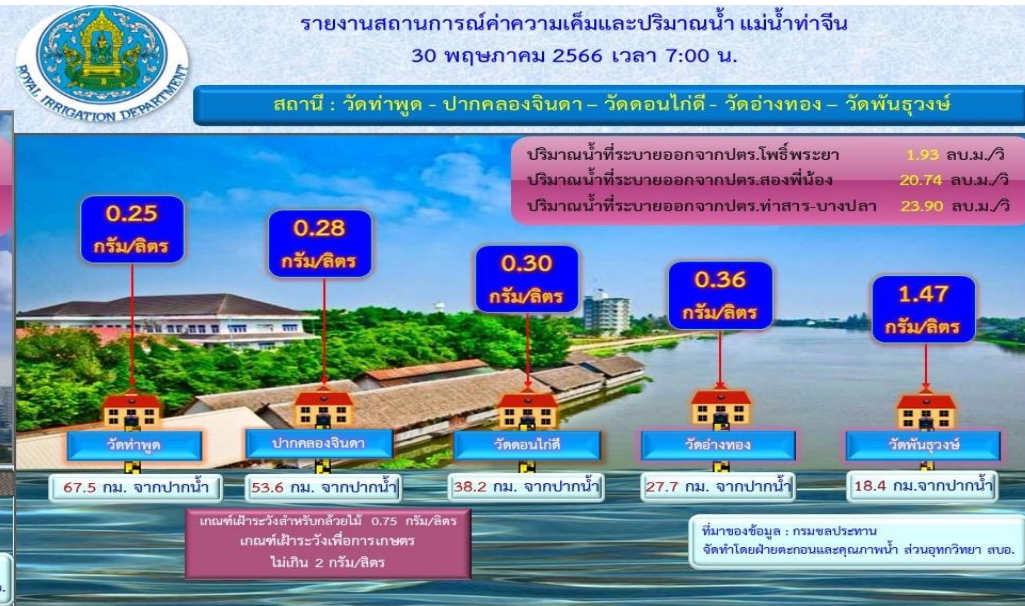 รายงานสถานการณ์ค่าความเค็มและปริมาณน้ำ แม่น้ำท่าจีน
30 พฤษภาคม 2566 เวลา 7:00 น.
ROYAL IRRIGATION DEPARTMENT
สถานี : วัดท่าพูด - ปากคลองจินดา – วัดดอนไก่ดี - วัดอ่างทอง – วัดพันธุวงษ์
ปริมาณน้ำที่ระบายออกจากปตร.โพธิ์พระยา 1.93 ลบ.ม./วิ
ปริมาณน้ำที่ระบายออกจากปตร.สองพี่น้อง 20.74 ลบ.ม./วิ
ปริมาณน้ำที่ระบายออกจากปตร.ท่าสาร-บางปลา 23.90 ลบ.ม./วิ
0.25
กรัม/ลิตร
0.28
กรัม/ลิตร
0.30
กรัม/ลิตร
0.36
กรัม/ลิตร
1.47
กรัม/ลิตร
วัดท่าพูด
ปากคลองจินดา
วัดดอนไก่ดี
วัดอ่างทอง
วัดพันธุวงษ์
67.5 กม. จากปากน้ำ
53.6 กม. จากปากน้ำ
38.2 กม. จากปากน้ำ
27.7 กม. จากปากน้ำ
18.4 กม.จากปากน้ำ
เกณฑ์เฝ้าระวังสำหรับกล้วยไม้ 0.75 กรัม/ลิตร
เกณฑ์เฝ้าระวังเพื่อการเกษตร
ไม่เกิน 2 กรัม/ลิตร
ที่มาของข้อมูล : กรมชลประทาน
จัดทำโดยฝ่ายตะกอนและคุณภาพน้ำ ส่วนอุทกวิทยา สบอ.